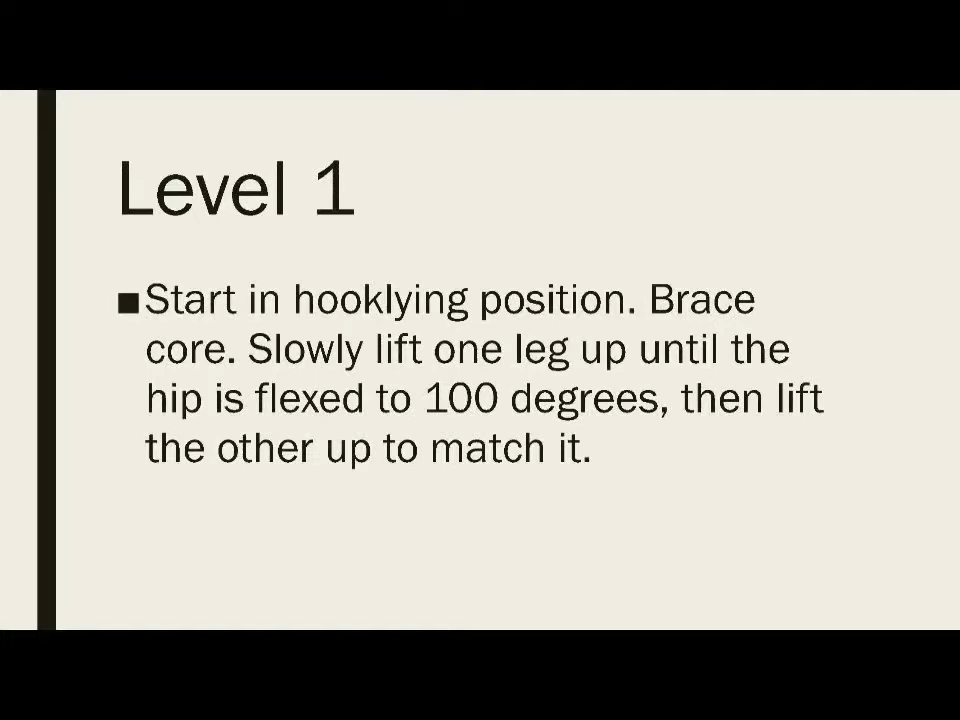 Level 1
■Start in hooklying position. Brace
core. Slowly lift one leg up until the
hip is flexed to 100 degrees, then lift
the other up to match it.